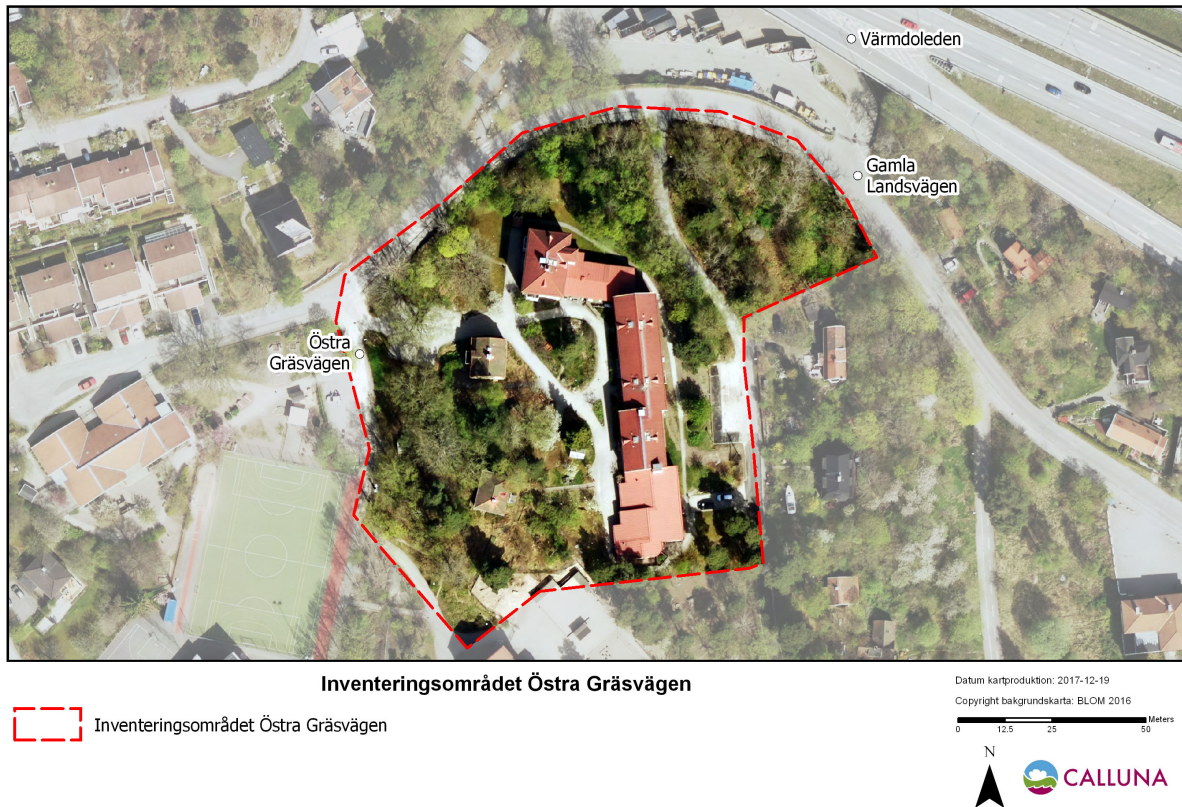 Värmdoleden
Gamla
Landsvägen
Östra
Gräsvägen
Inventeringsområdet Östra Gräsvägen
Inventeringsområdet Östra Gräsvägen
Datum kartproduktion: 2017-12-19
Copyright bakgrundskarta: BLOM 2016
Meters
0 12.5 25 50
N
CALLUNA